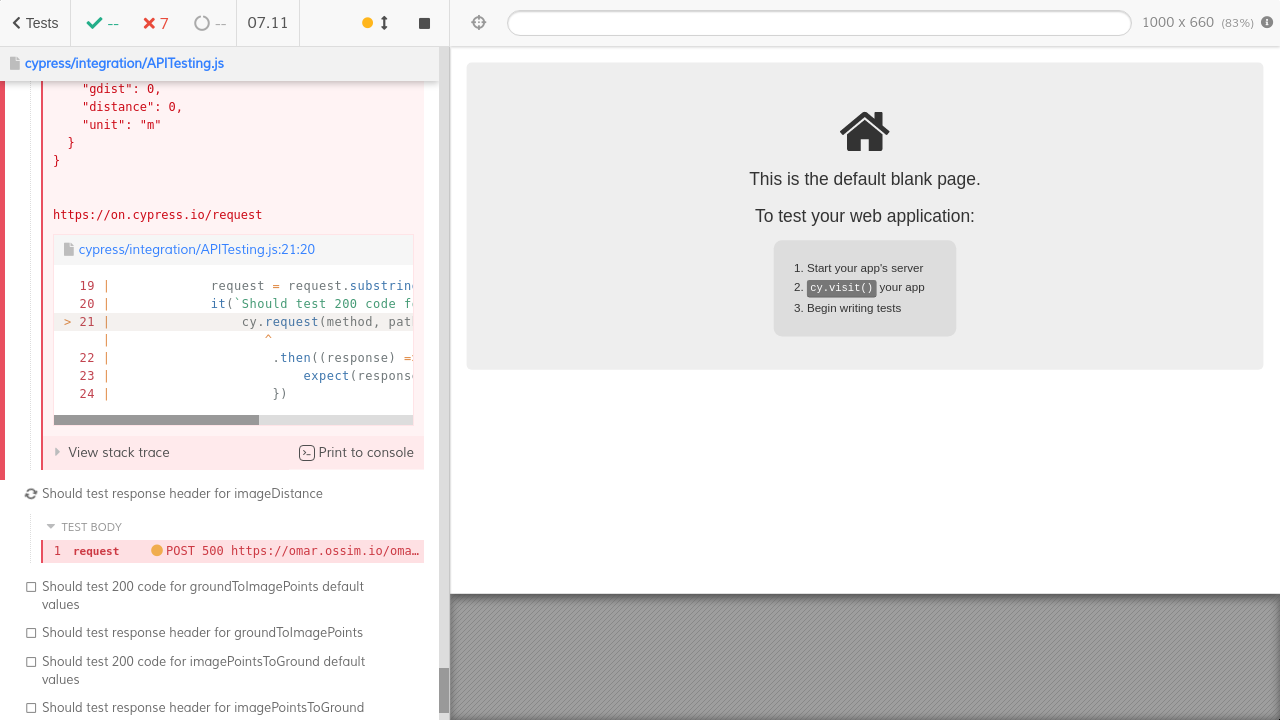 Tests
--
7
--
07.11
1000 x 660 (83%)
cypress/integration/APITesting.js
"gdist": 0,
"distance": 0,
"unit": "m"
}
}
https://on.cypress.io/request
cypress/integration/APITesting.js:21:20
19 | request = request.substrin
20 | it(`Should test 200 code f
> 21 | cy.request(method, pat
| ^
22 | .then((response) =
23 | expect(respons
24 | })
View stack trace
Print to console
Should test response header for imageDistance
TEST BODY
1 request POST 500 https://omar.ossim.io/oma…
Should test 200 code for groundToImagePoints default
values
Should test response header for groundToImagePoints
Should test 200 code for imagePointsToGround default
values
Should test response header for imagePointsToGround
This is the default blank page.
To test your web application:
1. Start your app's server
2. cy.visit() your app
3. Begin writing tests